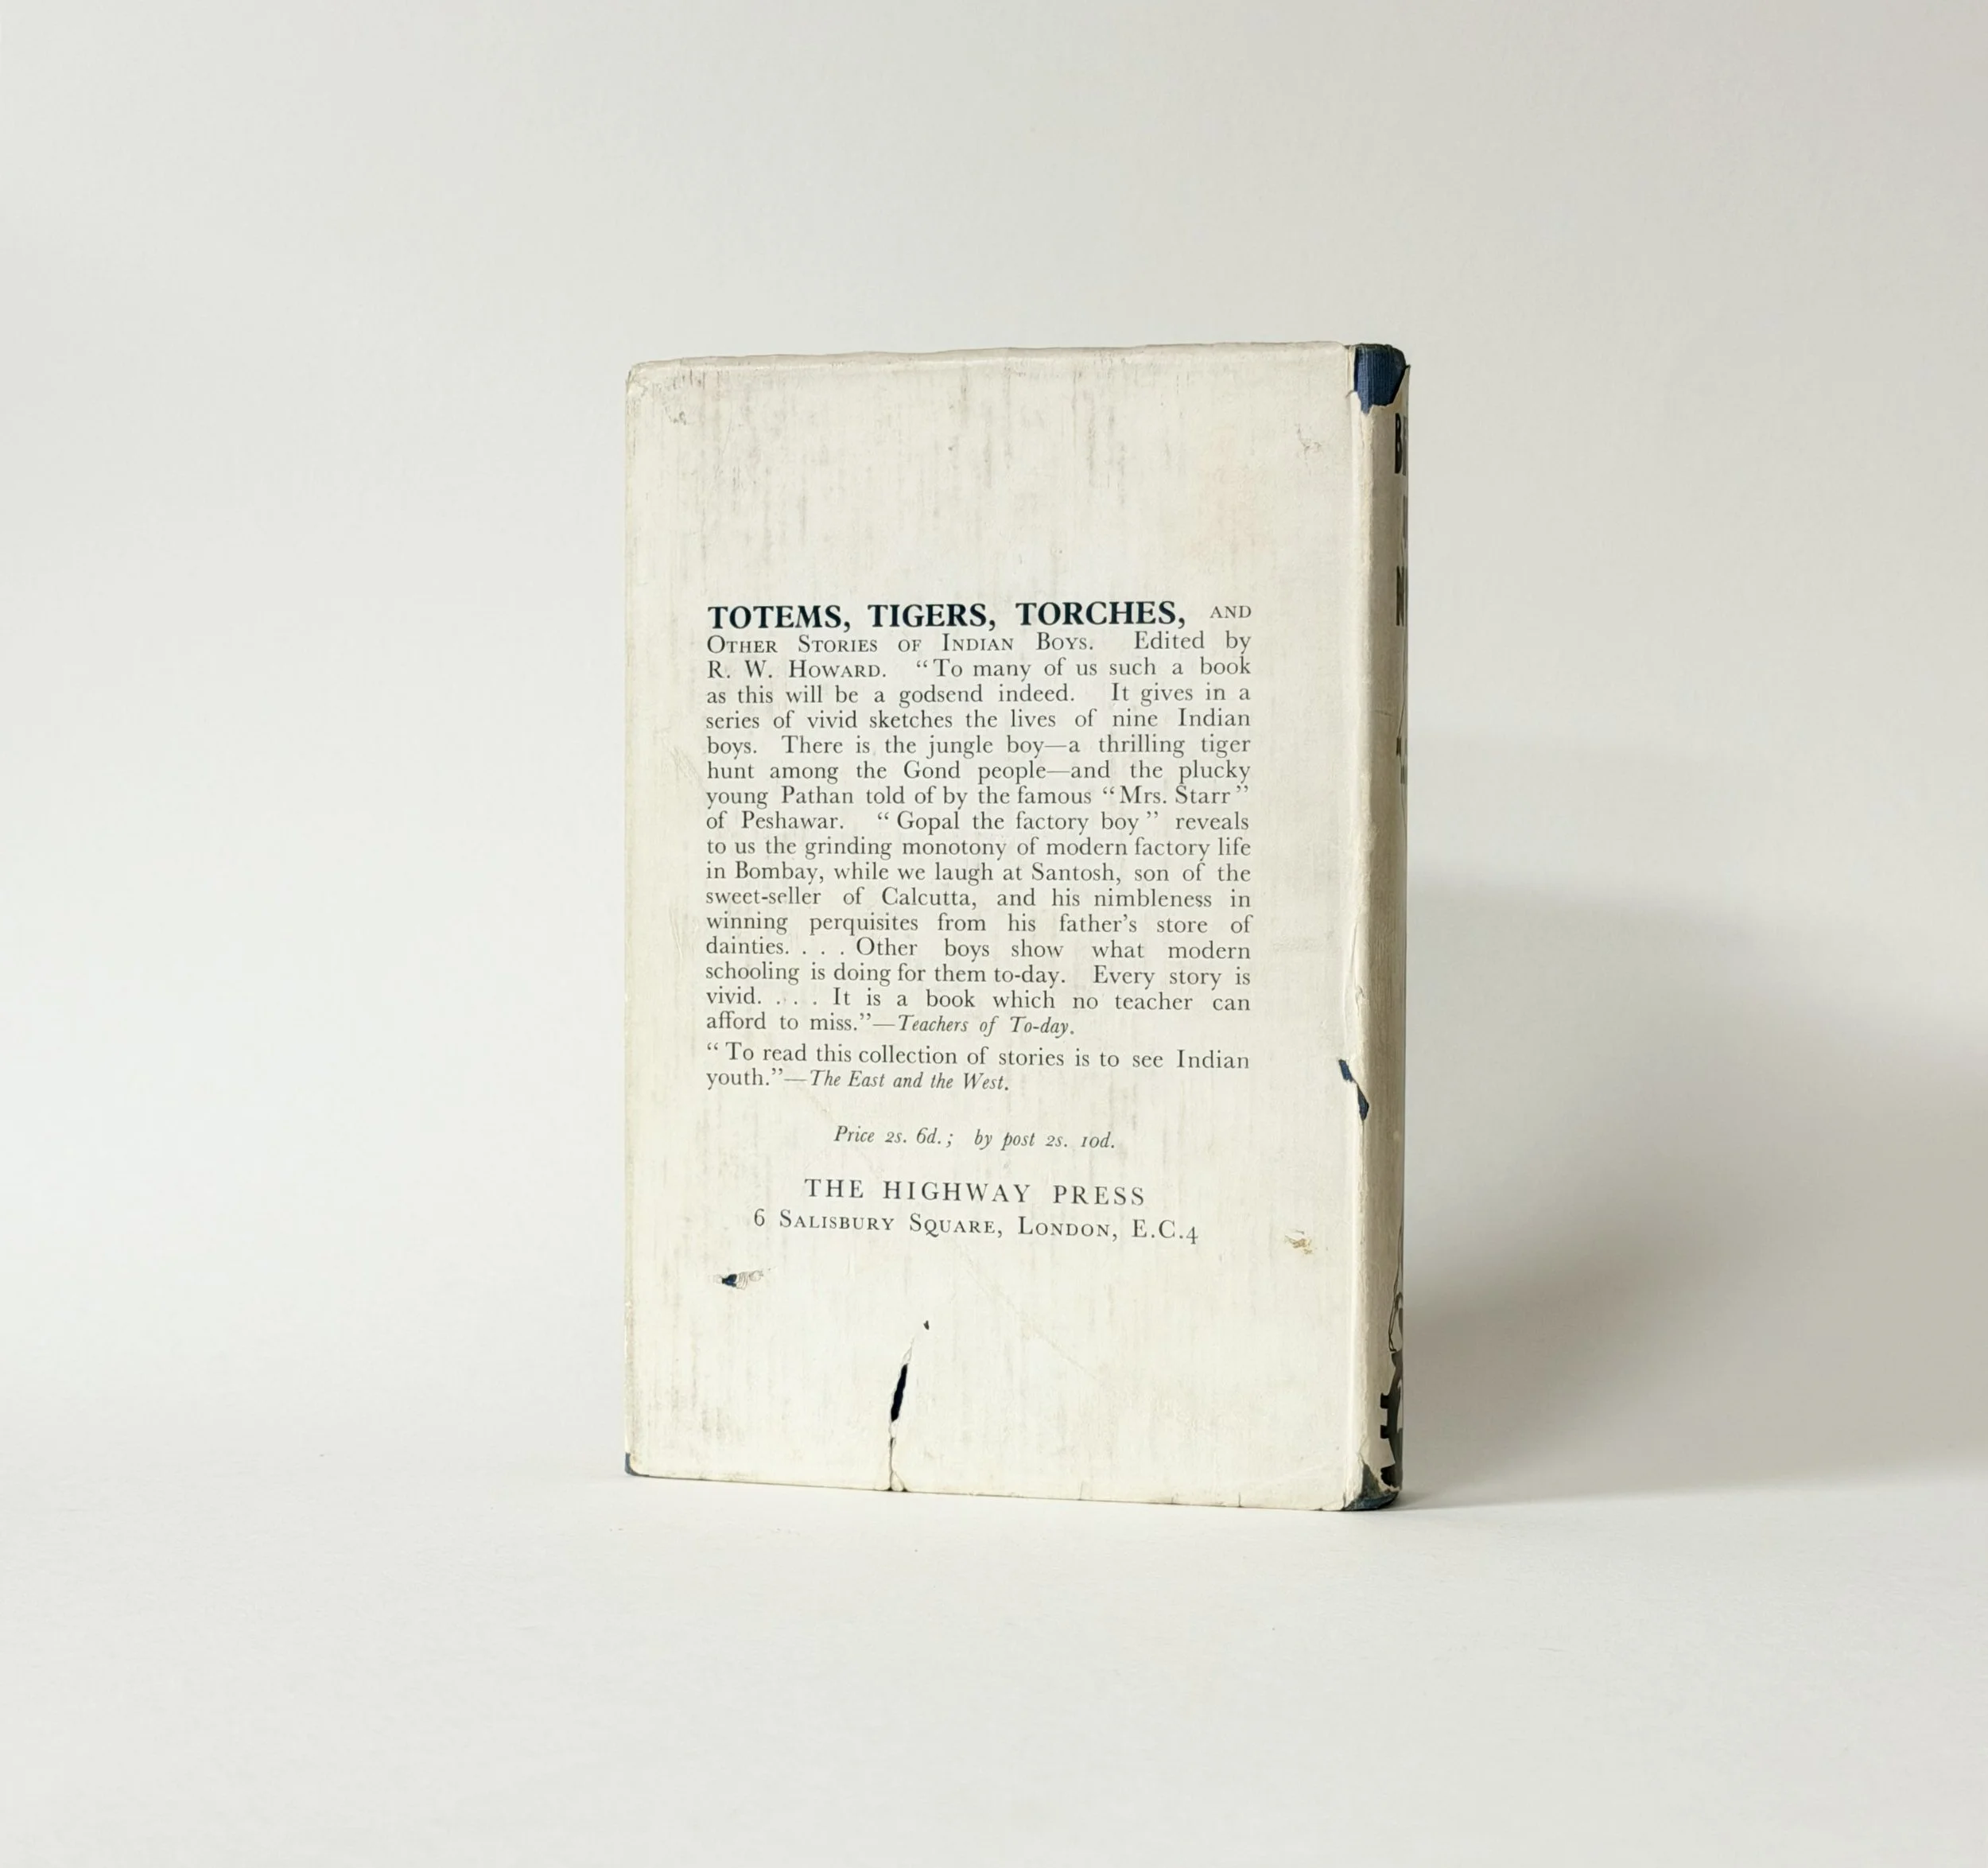 TOTEMS, TIGERS, TORCHES, AND
OTHER STORIES OF INDIAN BOYS. Edited by
R. W. HOWARD. “To many of us such a book
as this will be a godsend indeed. It gives in a
series of vivid sketches the lives of nine Indian
boys. There is the jungle boy—a thrilling tiger
hunt among the Gond people—and the plucky
young Pathan told of by the famous “Mrs. Starr”
of Peshawar. “Gopal the factory boy” reveals
to us the grinding monotony of modern factory life
in Bombay, while we laugh at Santosh, son of the
sweet-seller of Calcutta, and his nimbleness in
winning perquisites from his father’s store of
dainties. . . . Other boys show what modern
schooling is doing for them to-day. Every story is
vivid. . . . It is a book which no teacher can
afford to miss.”—Teachers of To-day.
“To read this collection of stories is to see Indian
youth.”—The East and the West.
Price 2s. 6d.; by post 2s. 10d.
THE HIGHWAY PRESS
6 SALISBURY SQUARE, LONDON, E.C.4